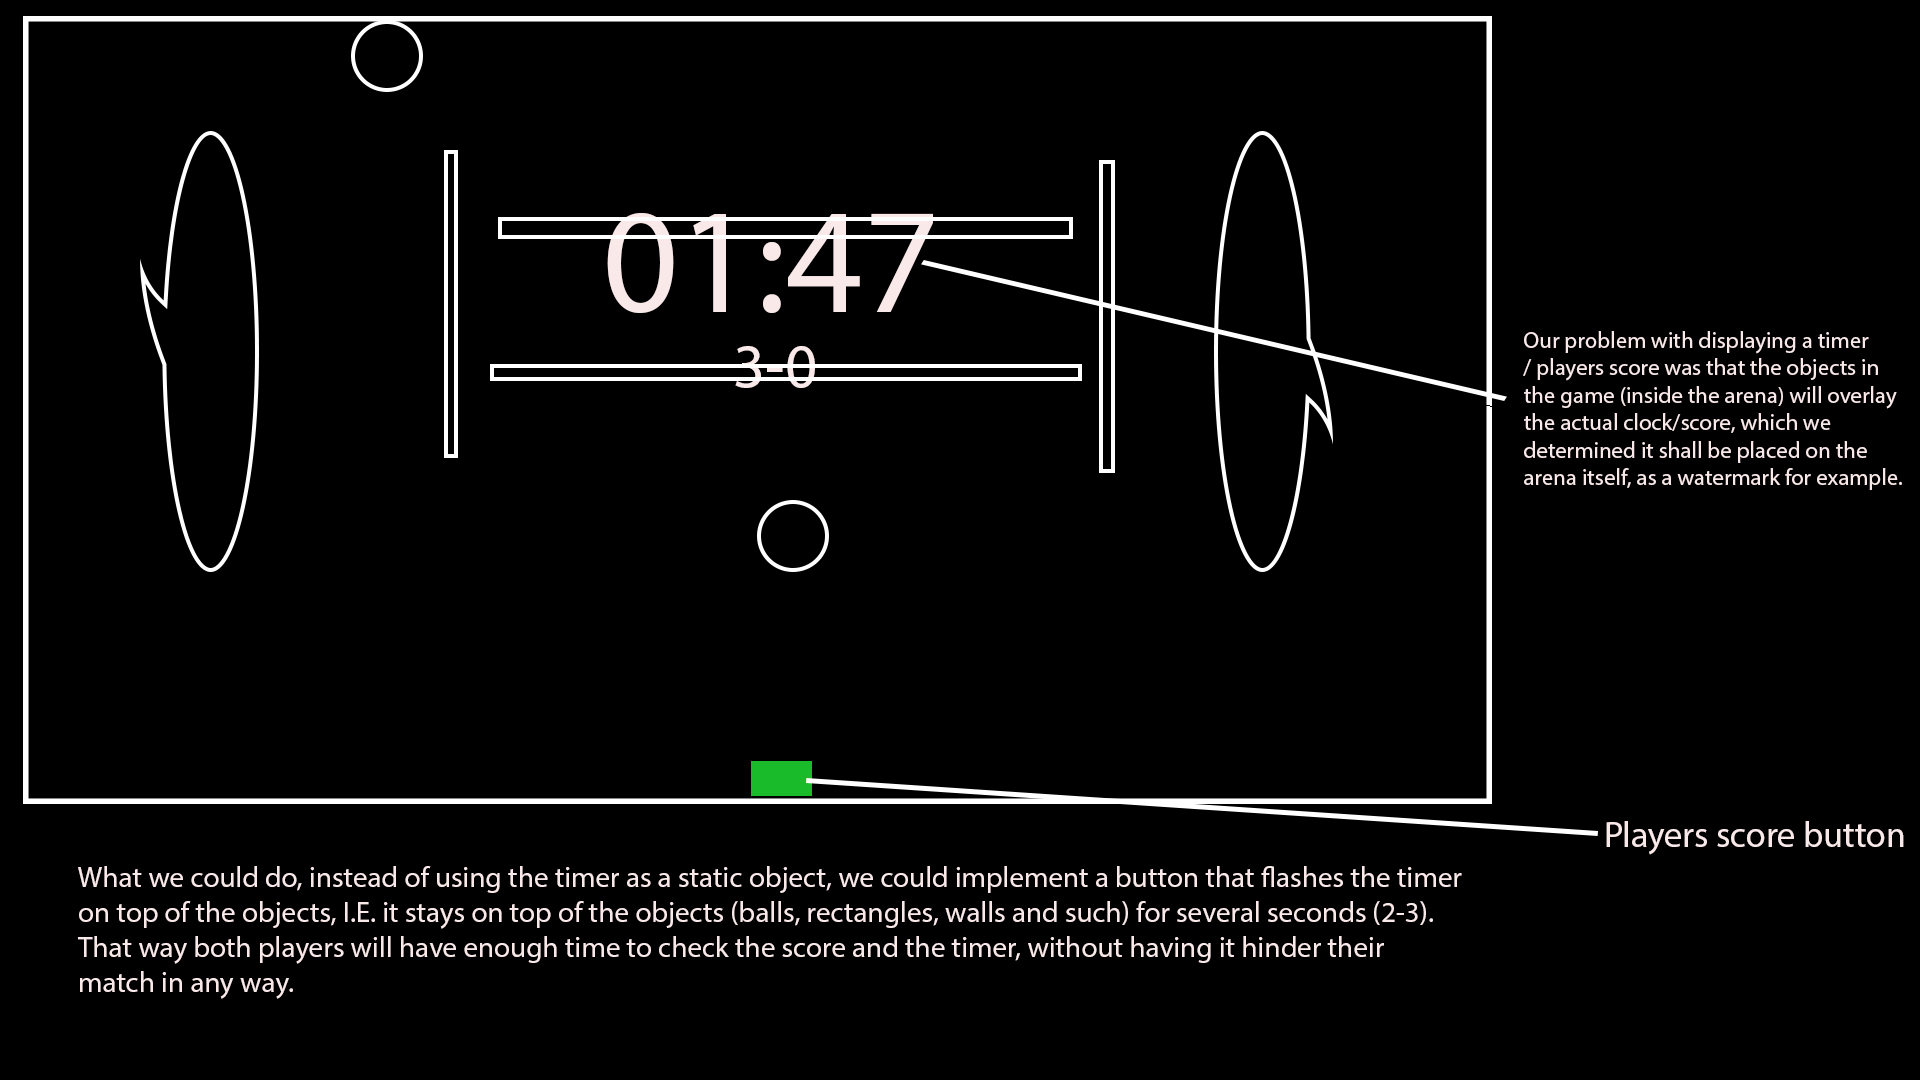 01:47
3-0
Our problem with displaying a timer
/ players score was that the objects in
the game (inside the arena) will overlay
the actual clock/score, which we
determined it shall be placed on the
arena itself, as a watermark for example.
Players score button
What we could do, instead of using the timer as a static object, we could implement a button that flashes the timer
on top of the objects, I.E. it stays on top of the objects (balls, rectangles, walls and such) for several seconds (2-3).
That way both players will have enough time to check the score and the timer, without having it hinder their
match in any way.